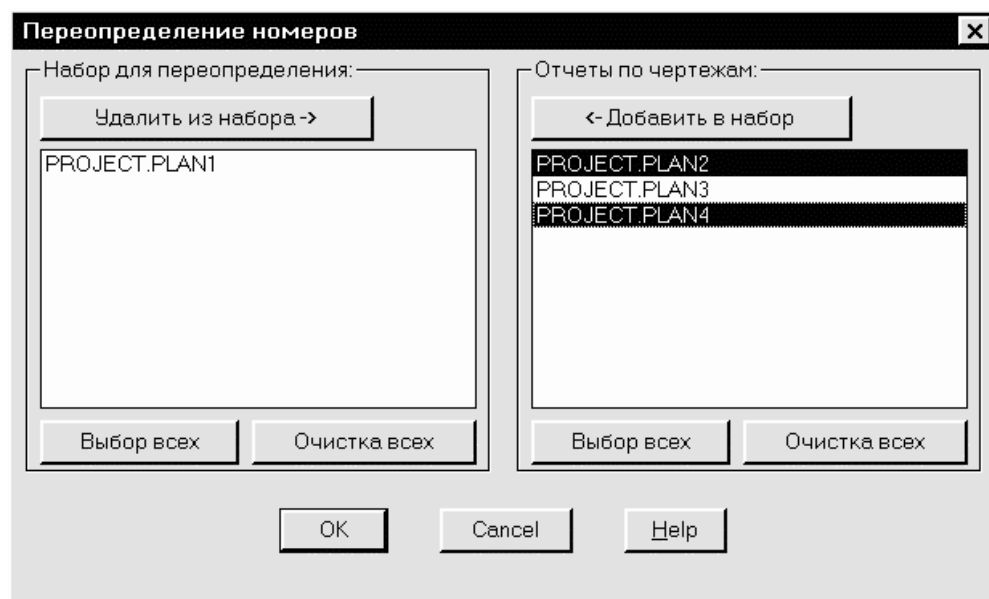 Переопределение номеров
Набор для переопределения:
Удалить из набора ->
PROJECT.PLAN1
Выбор всех
Очистка всех
Отчеты по чертежам:
<- Добавить в набор
PROJECT.PLAN2
PROJECT.PLAN3
PROJECT.PLAN4
Выбор всех
Очистка всех
OK
Cancel
Help